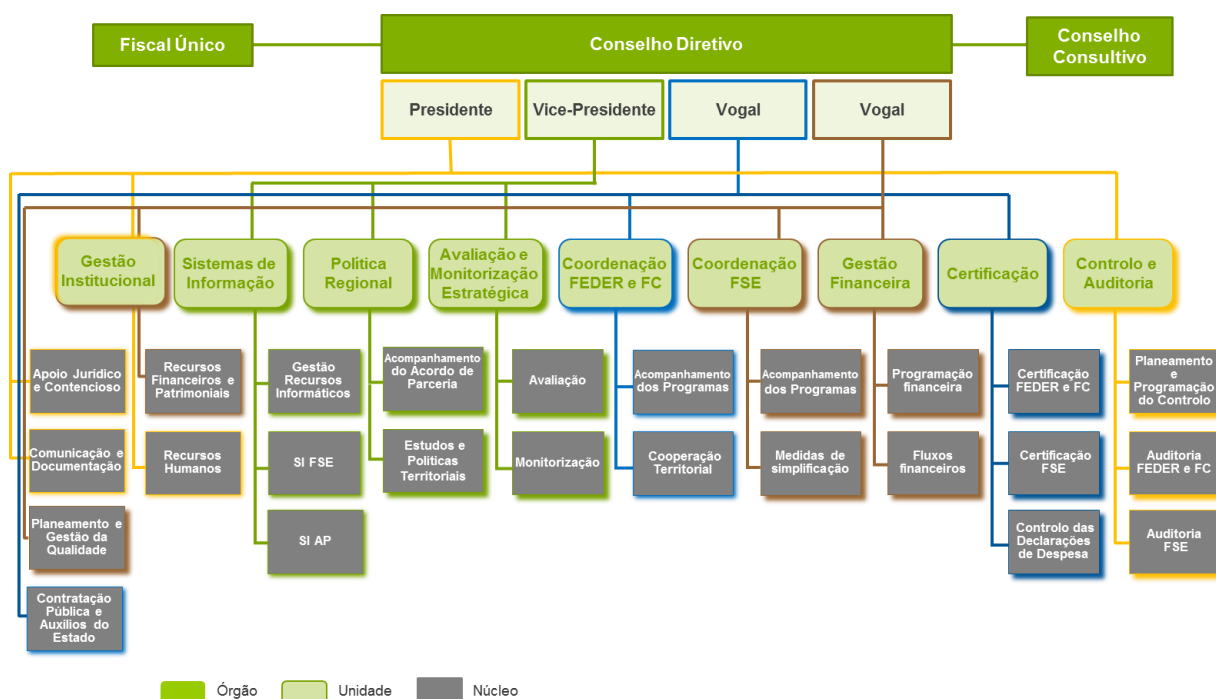 Fiscal Único
Conselho Diretivo
Conselho
Consultivo
Presidente
Vice-Presidente
Vogal
Vogal
Gestão
Institucional
Sistemas de
Informação
Política
Regional
Avaliação e
Monitorização
Estratégica
Coordenação
FEDER e FC
Coordenação
FSE
Gestão
Financeira
Certificação
Controlo e
Auditoria
Apoio Jurídico
e Contencioso
Recursos
Financeiros e
Patrimoniais
Gestão
Recursos
Informáticos
Acompanhamento
do Acordo de
Parceria
Avaliação
Acompanhamento
dos Programas
Acompanhamento
dos Programas
Programação
financeira
Certificação
FEDER e FC
Planeamento
e
Programação
do Controlo
Comunicação e
Documentação
Recursos
Humanos
SI FSE
Estudos e
Políticas
Territoriais
Monitorização
Cooperação
Territorial
Medidas de
simplificação
Fluxos
financeiros
Certificação
FSE
Auditoria
FEDER e FC
Planeamento e
Gestão da
Qualidade
SI AP
Controlo das
Declarações
de Despesa
Auditoria
FSE
Contratação
Pública e
Auxílios do
Estado
Órgão
Unidade
Núcleo